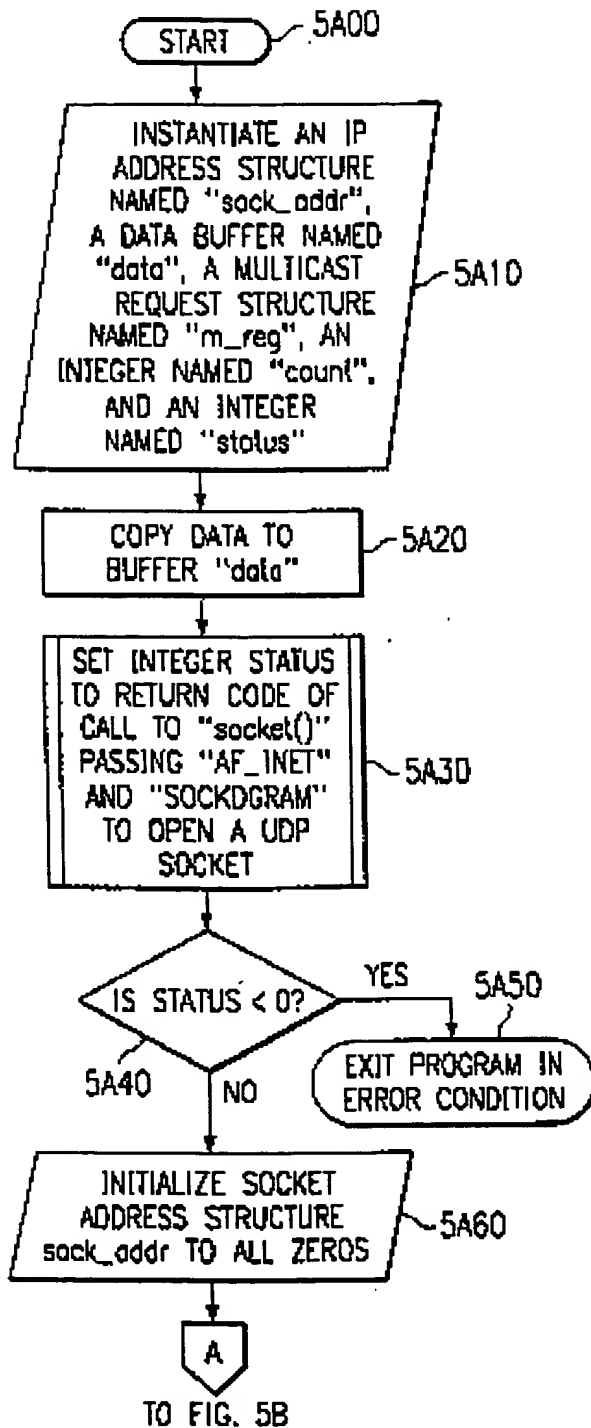 START
5A00
INSTANTIATE AN IP
ADDRESS STRUCTURE
NAMED "sock_addr",
A DATA BUFFER NAMED
"data", A MULTICAST
REQUEST STRUCTURE
NAMED "m_reg", AN
INTEGER NAMED "count",
AND AN INTEGER
NAMED "status"
5A10
COPY DATA TO
BUFFER "data"
5A20
SET INTEGER STATUS
TO RETURN CODE OF
CALL TO "socket()"
PASSING "AF_INET"
AND "SOCKDGRAM"
TO OPEN A UDP
SOCKET
5A30
IS STATUS < 0?
YES
5A40
NO
5A50
EXIT PROGRAM IN
ERROR CONDITION
INITIALIZE SOCKET
ADDRESS STRUCTURE
sock_addr TO ALL ZEROS
5A60
A
TO FIG. 5B